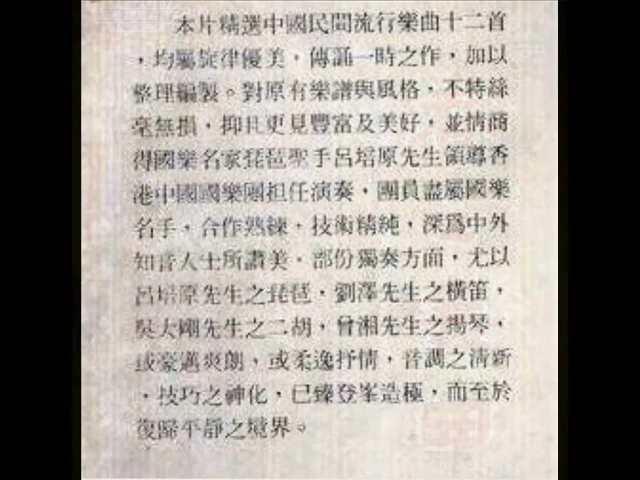 本片精選中國民間流行樂曲十二首
，均屬旋律優美，傳誦一時之作，加以
整理編製。對原有樂譜與風格，不特絲
毫無損，抑且更見豐富及美好，並情商
得國樂名家琵琶聖手呂培原先生領導香
港中國國樂團担任演奏，團員盡屬國樂
名手，合作熟練，技術精純，深為中外
知音人士所讚美。部份獨奏方面，尤以
呂培原先生之琵琶，劉澤先生之橫笛，
吳大剛先生之二胡，曾湘先生之揚琴，
或豪邁爽朗，或柔逸抒情，音調之清新
，技巧之神化，已臻登峯造極，而至於
復歸平靜之境界。